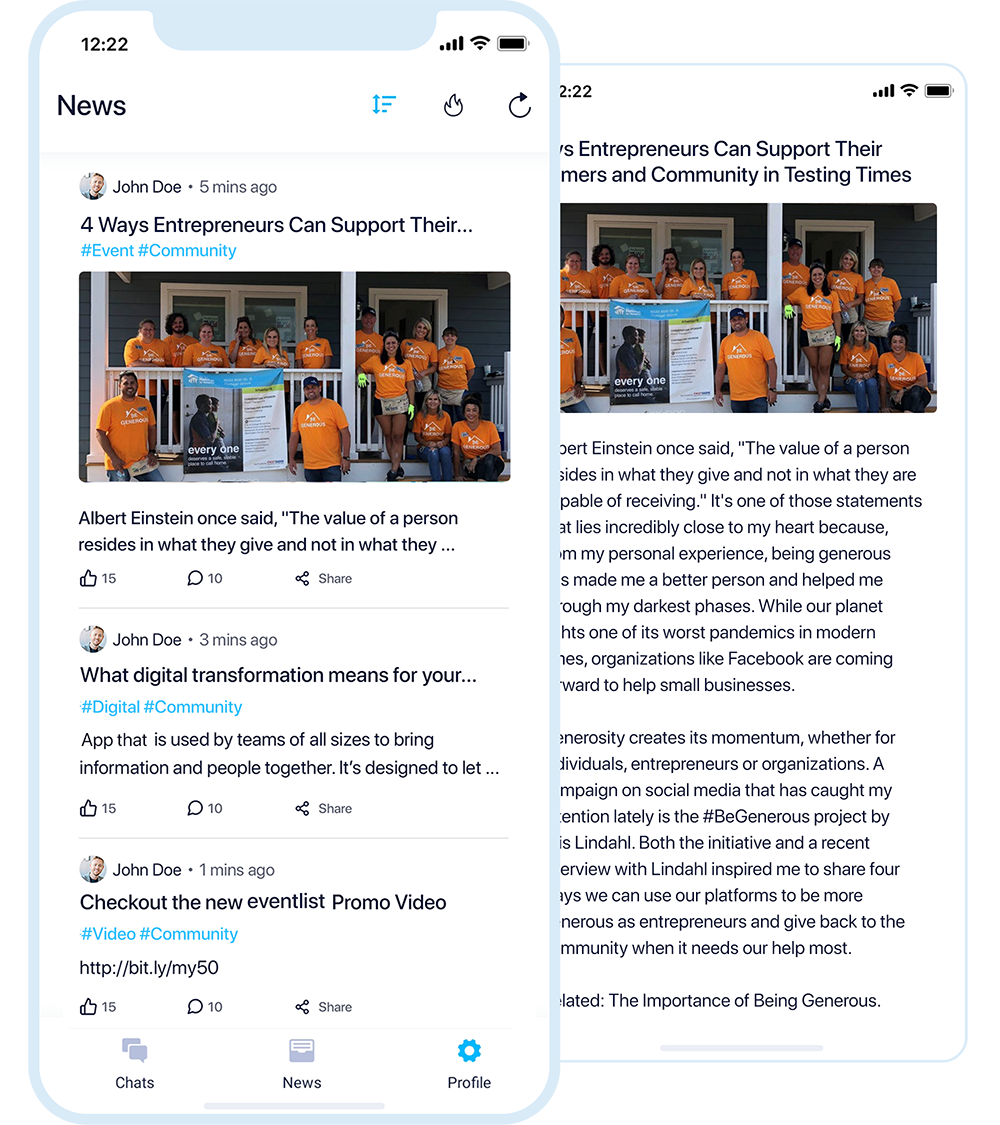 12:22
News
John Doe • 5 mins ago
4 Ways Entrepreneurs Can Support Their...
#Event #Community
BE GENEROUS
every one
deserves a safe, stable
place to call home.
Albert Einstein once said, "The value of a person
resides in what they give and not in what they ...
15 10 Share
John Doe • 3 mins ago
What digital transformation means for your...
#Digital #Community
App that is used by teams of all sizes to bring
information and people together. It's designed to let ...
15 10 Share
John Doe • 1 mins ago
Checkout the new eventlist Promo Video
#Video #Community
http://bit.ly/my50
15 10 Share
Chats News Profile
2:22
s Entrepreneurs Can Support Their
mers and Community in Testing Times
BE GENEROUS
every one
deserves a safe, stable
place to call home.
bert Einstein once said, "The value of a person
sides in what they give and not in what they are
pable of receiving." It's one of those statements
at lies incredibly close to my heart because,
om my personal experience, being generous
s made me a better person and helped me
rough my darkest phases. While our planet
hts one of its worst pandemics in modern
nes, organizations like Facebook are coming
rward to help small businesses.
enerosity creates its momentum, whether for
dividuals, entrepreneurs or organizations. A
mpaign on social media that has caught my
tention lately is the #BeGenerous project by
is Lindahl. Both the initiative and a recent
erview with Lindahl inspired me to share four
ays we can use our platforms to be more
nerous as entrepreneurs and give back to the
mmunity when it needs our help most.
lated: The Importance of Being Generous.